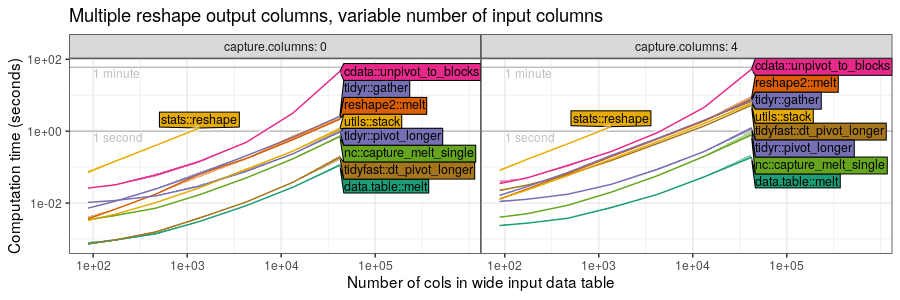 Multiple reshape output columns, variable number of input columns
capture.columns: 0
capture.columns: 4
Computation time (seconds)
1e+02
1e+00
1e-02
1 minute
1 second
stats::reshape
cdata::unpivot_to_blocks
tidyr::gather
reshape2::melt
utils::stack
tidyr::pivot_longer
nc::capture_melt_single
tidyfast::dt_pivot_longer
data.table::melt
1 minute
1 second
stats::reshape
cdata::unpivot_to_blocks
reshape2::melt
tidyr::gather
utils::stack
tidyfast::dt_pivot_longer
tidyr::pivot_longer
nc::capture_melt_single
data.table::melt
1e+02 1e+03 1e+04 1e+05
1e+02 1e+03 1e+04 1e+05
Number of cols in wide input data table